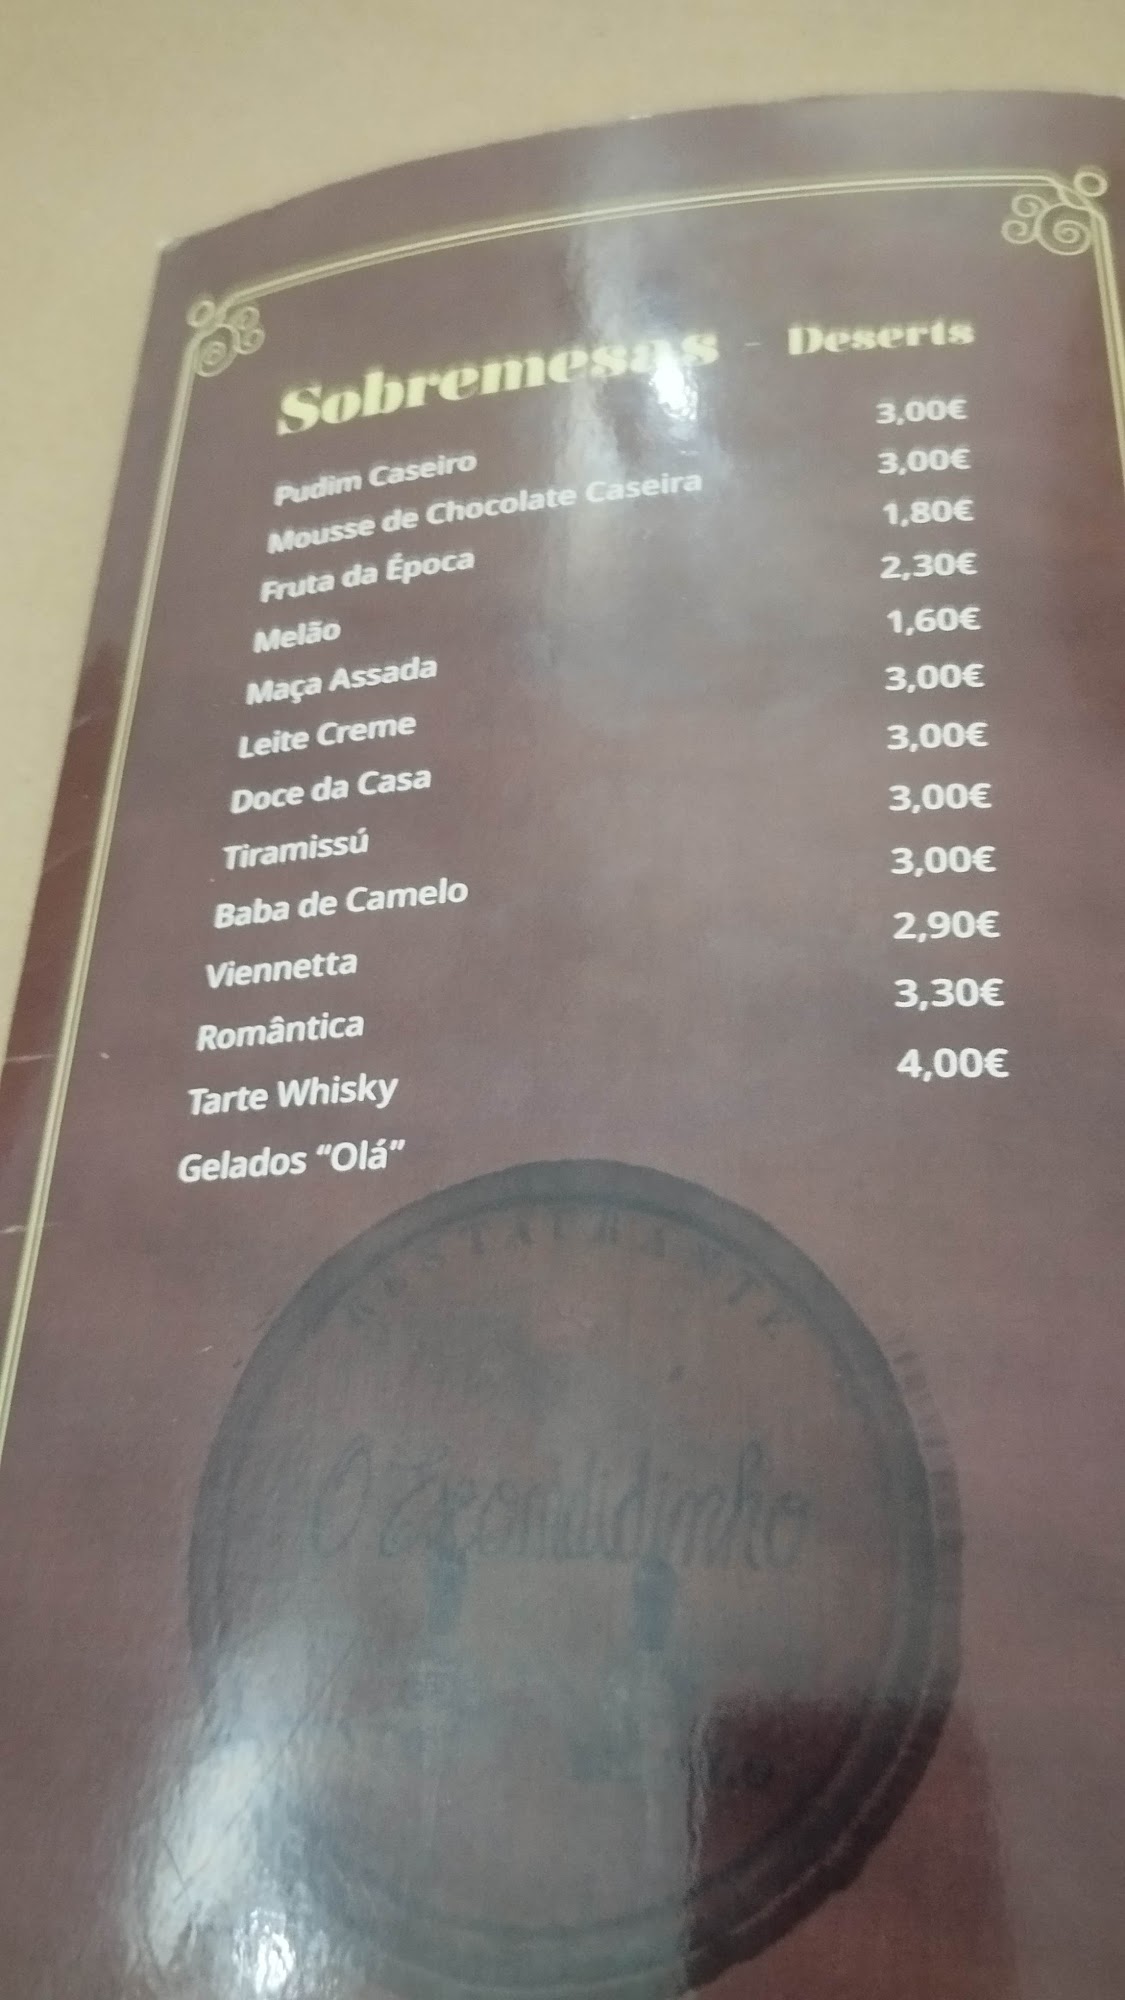 Sobremesas - Deserts
Pudim Caseiro 3,00€
Mousse de Chocolate Caseira 3,00€
Fruta da Época 1,80€
Melão 2,30€
Maça Assada 1,60€
Leite Creme 3,00€
Doce da Casa 3,00€
Tiramissú 3,00€
Baba de Camelo 3,00€
Viennetta 2,90€
Romântica 3,30€
Tarte Whisky 4,00€
Gelados “Olá”
RESTAURANTE